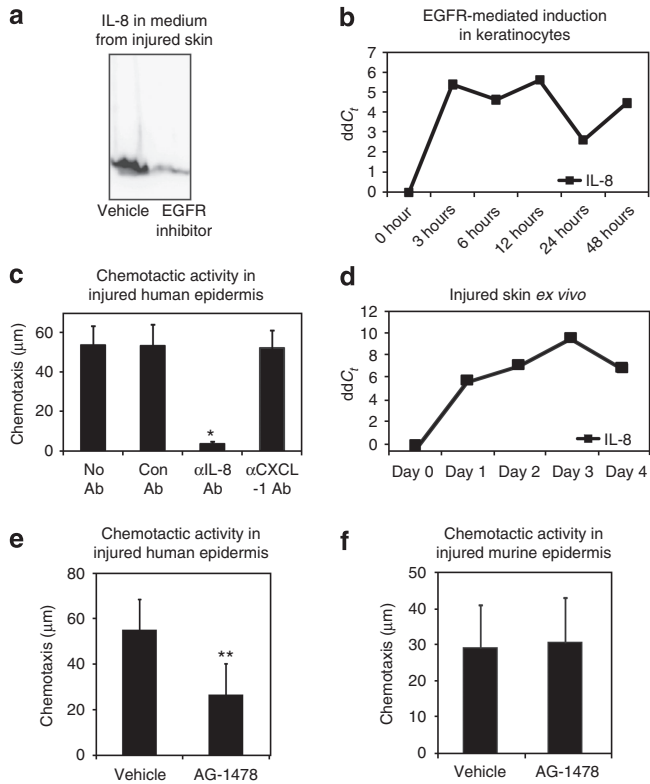 a
IL-8 in medium
from injured skin
Vehicle EGFR
inhibitor
b
EGFR-mediated induction
in keratinocytes
ddCt
7
6
5
4
3
2
1
0
IL-8
0 hour
3 hours
6 hours
12 hours
24 hours
48 hours
c
Chemotactic activity in
injured human epidermis
Chemotaxis (μm)
60
40
20
0
*
No
Ab
Con
Ab
αIL-8
Ab
αCXCL
-1 Ab
d
Injured skin ex vivo
ddCt
12
10
8
6
4
2
0
IL-8
Day 0 Day 1 Day 2 Day 3 Day 4
e
Chemotactic activity in
injured human epidermis
Chemotaxis (μm)
80
60
40
20
0
**
Vehicle AG-1478
f
Chemotactic activity in
injured murine epidermis
Chemotaxis (μm)
50
40
30
20
10
0
Vehicle AG-1478